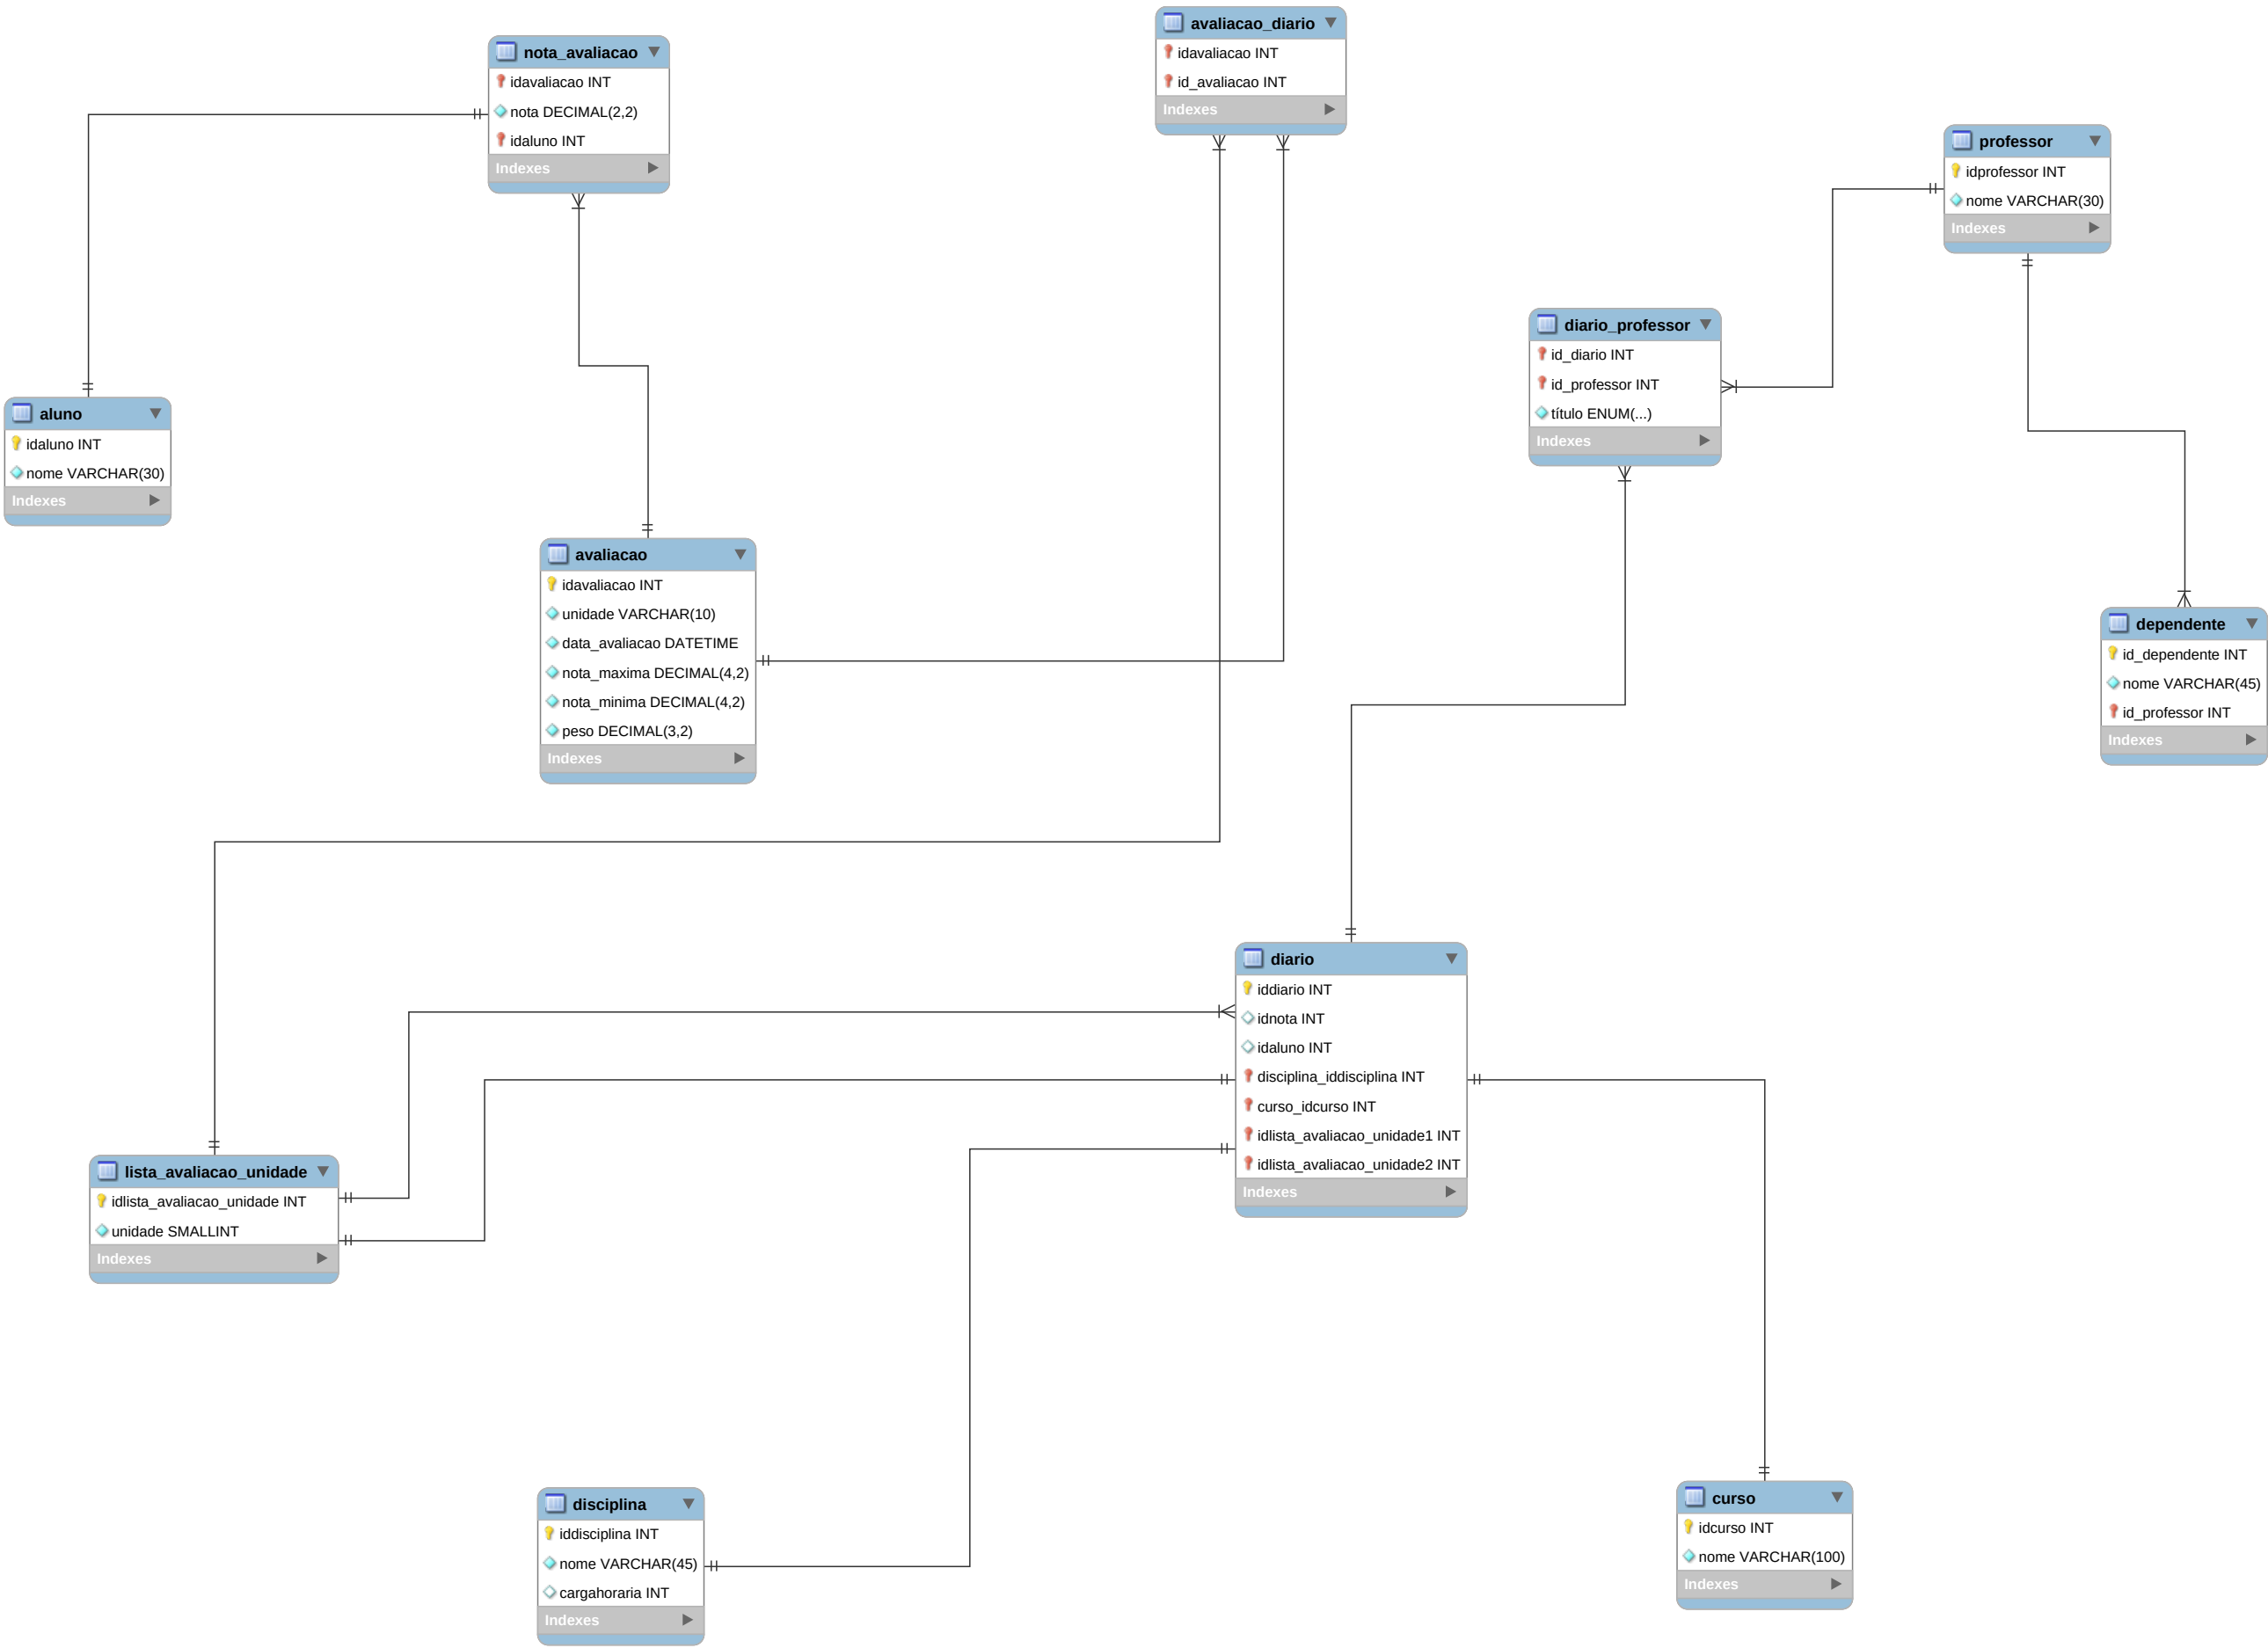 avaliacao_diario
idavaliacao INT
id_avaliacao INT
Indexes
nota_avaliacao
idavaliacao INT
nota DECIMAL(2,2)
idaluno INT
Indexes
professor
idprofessor INT
nome VARCHAR(30)
Indexes
diario_professor
id_diario INT
id_professor INT
título ENUM(...)
Indexes
aluno
idaluno INT
nome VARCHAR(30)
Indexes
avaliacao
idavaliacao INT
unidade VARCHAR(10)
data_avaliacao DATETIME
nota_maxima DECIMAL(4,2)
nota_minima DECIMAL(4,2)
peso DECIMAL(3,2)
Indexes
dependente
id_dependente INT
nome VARCHAR(45)
id_professor INT
Indexes
diario
iddiario INT
idnota INT
idaluno INT
disciplina_iddisciplina INT
curso_idcurso INT
idlista_avaliacao_unidade1 INT
idlista_avaliacao_unidade2 INT
Indexes
lista_avaliacao_unidade
idlista_avaliacao_unidade INT
unidade SMALLINT
Indexes
disciplina
iddisciplina INT
nome VARCHAR(45)
cargahoraria INT
Indexes
curso
idcurso INT
nome VARCHAR(100)
Indexes